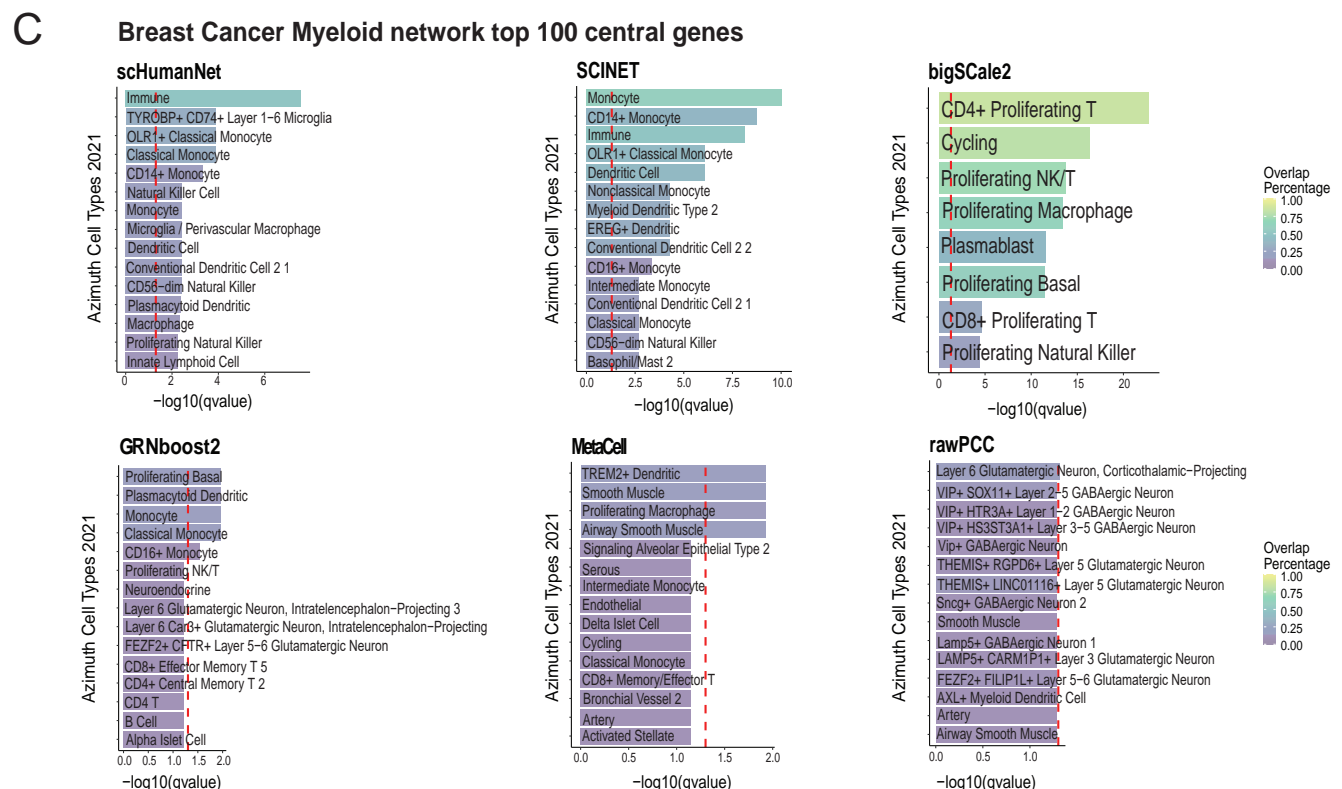 C
Breast Cancer Myeloid network top 100 central genes
scHumanNet
Azimuth Cell Types 2021
Immune
TYROBP+ CD74+ Layer 1−6 Microglia
OLR1+ Classical Monocyte
Classical Monocyte
CD14+ Monocyte
Natural Killer Cell
Monocyte
Microglia / Perivascular Macrophage
Dendritic Cell
Conventional Dendritic Cell 2 1
CD56−dim Natural Killer
Plasmacytoid Dendritic
Macrophage
Proliferating Natural Killer
Innate Lymphoid Cell
0 2 4 6
−log10(qvalue)
SCINET
Azimuth Cell Types 2021
Monocyte
CD14+ Monocyte
Immune
OLR1+ Classical Monocyte
Dendritic Cell
Nonclassical Monocyte
Myeloid Dendritic Type 2
EREG+ Dendritic
Conventional Dendritic Cell 2 2
CD16+ Monocyte
Intermediate Monocyte
Conventional Dendritic Cell 2 1
Classical Monocyte
CD56−dim Natural Killer
Basophil/Mast 2
0.0 2.5 5.0 7.5 10.0
−log10(qvalue)
bigSCale2
Azimuth Cell Types 2021
CD4+ Proliferating T
Cycling
Proliferating NK/T
Proliferating Macrophage
Plasmablast
Proliferating Basal
CD8+ Proliferating T
Proliferating Natural Killer
0 5 10 15 20
−log10(qvalue)
Overlap
Percentage
1.00
0.75
0.50
0.25
0.00
GRNboost2
Azimuth Cell Types 2021
Proliferating Basal
Plasmacytoid Dendritic
Monocyte
Classical Monocyte
CD16+ Monocyte
Proliferating NK/T
Neuroendocrine
Layer 6 Glutamatergic Neuron, Intratelencephalon−Projecting 3
Layer 6 Car3+ Glutamatergic Neuron, Intratelencephalon−Projecting
FEZF2+ CFTR+ Layer 5−6 Glutamatergic Neuron
CD8+ Effector Memory T 5
CD4+ Central Memory T 2
CD4 T
B Cell
Alpha Islet Cell
0.0 0.5 1.0 1.5 2.0
−log10(qvalue)
MetaCell
Azimuth Cell Types 2021
TREM2+ Dendritic
Smooth Muscle
Proliferating Macrophage
Airway Smooth Muscle
Signaling Alveolar Epithelial Type 2
Serous
Intermediate Monocyte
Endothelial
Delta Islet Cell
Cycling
Classical Monocyte
CD8+ Memory/Effector T
Bronchial Vessel 2
Artery
Activated Stellate
0.0 0.5 1.0 1.5 2.0
−log10(qvalue)
rawPCC
Azimuth Cell Types 2021
Layer 6 Glutamatergic Neuron, Corticothalamic−Projecting
VIP+ SOX11+ Layer 2−5 GABAergic Neuron
VIP+ HTR3A+ Layer 1−2 GABAergic Neuron
VIP+ HS3ST3A1+ Layer 3−5 GABAergic Neuron
Vip+ GABAergic Neuron
THEMIS+ RGPD6+ Layer 5 Glutamatergic Neuron
THEMIS+ LINC01116+ Layer 5 Glutamatergic Neuron
Sncg+ GABAergic Neuron 2
Smooth Muscle
Lamp5+ GABAergic Neuron 1
LAMP5+ CARM1P1+ Layer 3 Glutamatergic Neuron
FEZF2+ FILIP1L+ Layer 5−6 Glutamatergic Neuron
AXL+ Myeloid Dendritic Cell
Artery
Airway Smooth Muscle
0.0 0.5 1.0
−log10(qvalue)
Overlap
Percentage
1.00
0.75
0.50
0.25
0.00